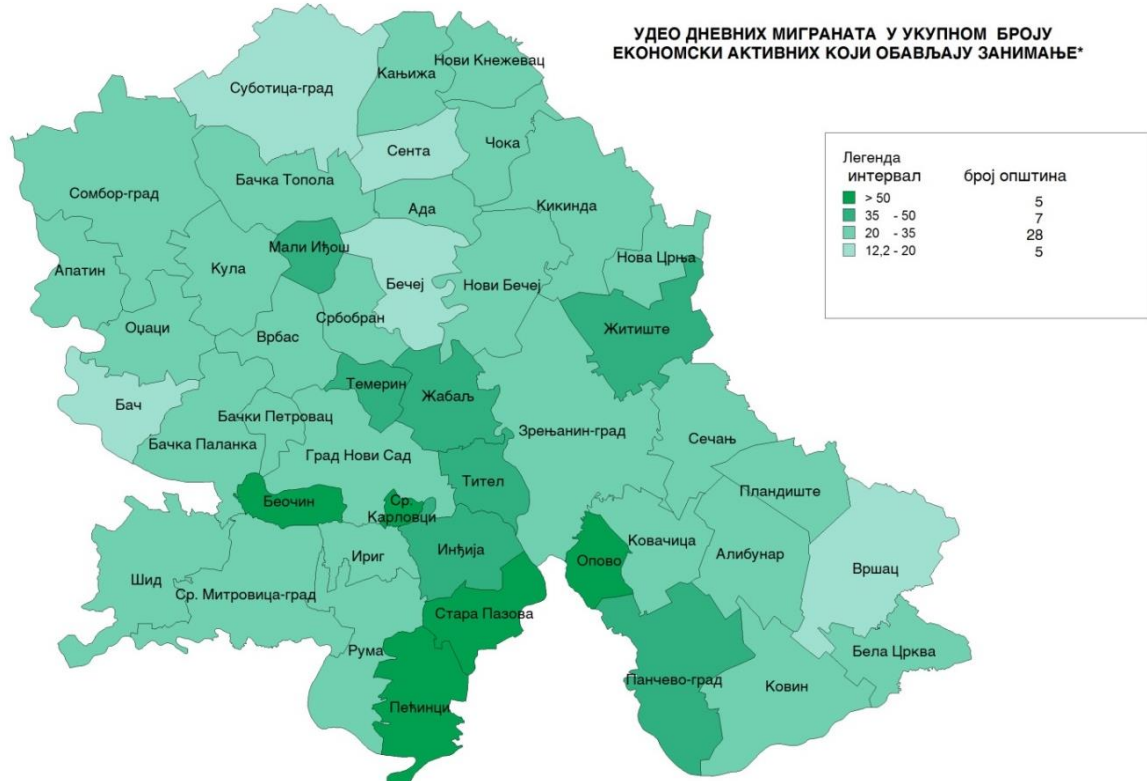 УДЕО ДНЕВНИХ МИГРАНАТА У УКУПНОМ БРОЈУ
ЕКОНОМСКИ АКТИВНИХ КОЈИ ОБАВЉАЈУ ЗАНИМАЊЕ*
Легенда
интервал број општина
> 50 5
35 - 50 7
20 - 35 28
12,2 - 20 5
Нови Кнежевац
Кањижа
Суботица-град
Чока
Сента
Бачка Топола
Сомбор-град
Ада
Кикинда
Мали Иђош
Нова Црња
Апатин
Кула
Бечеј
Нови Бечеј
Србобран
Оџаци
Житиште
Врбас
Темерин
Жабаљ
Бач
Бачки Петровац
Зрењанин-град
Сечањ
Бачка Паланка
Град Нови Сад
Тител
Пландиште
Беочин
Ср.
Карловци
Ковачица
Инђија
Ириг
Опово
Алибунар
Вршац
Шид
Ср. Митровица-град
Стара Пазова
Рума
Бела Црква
Панчево-град
Ковин
Пећинци